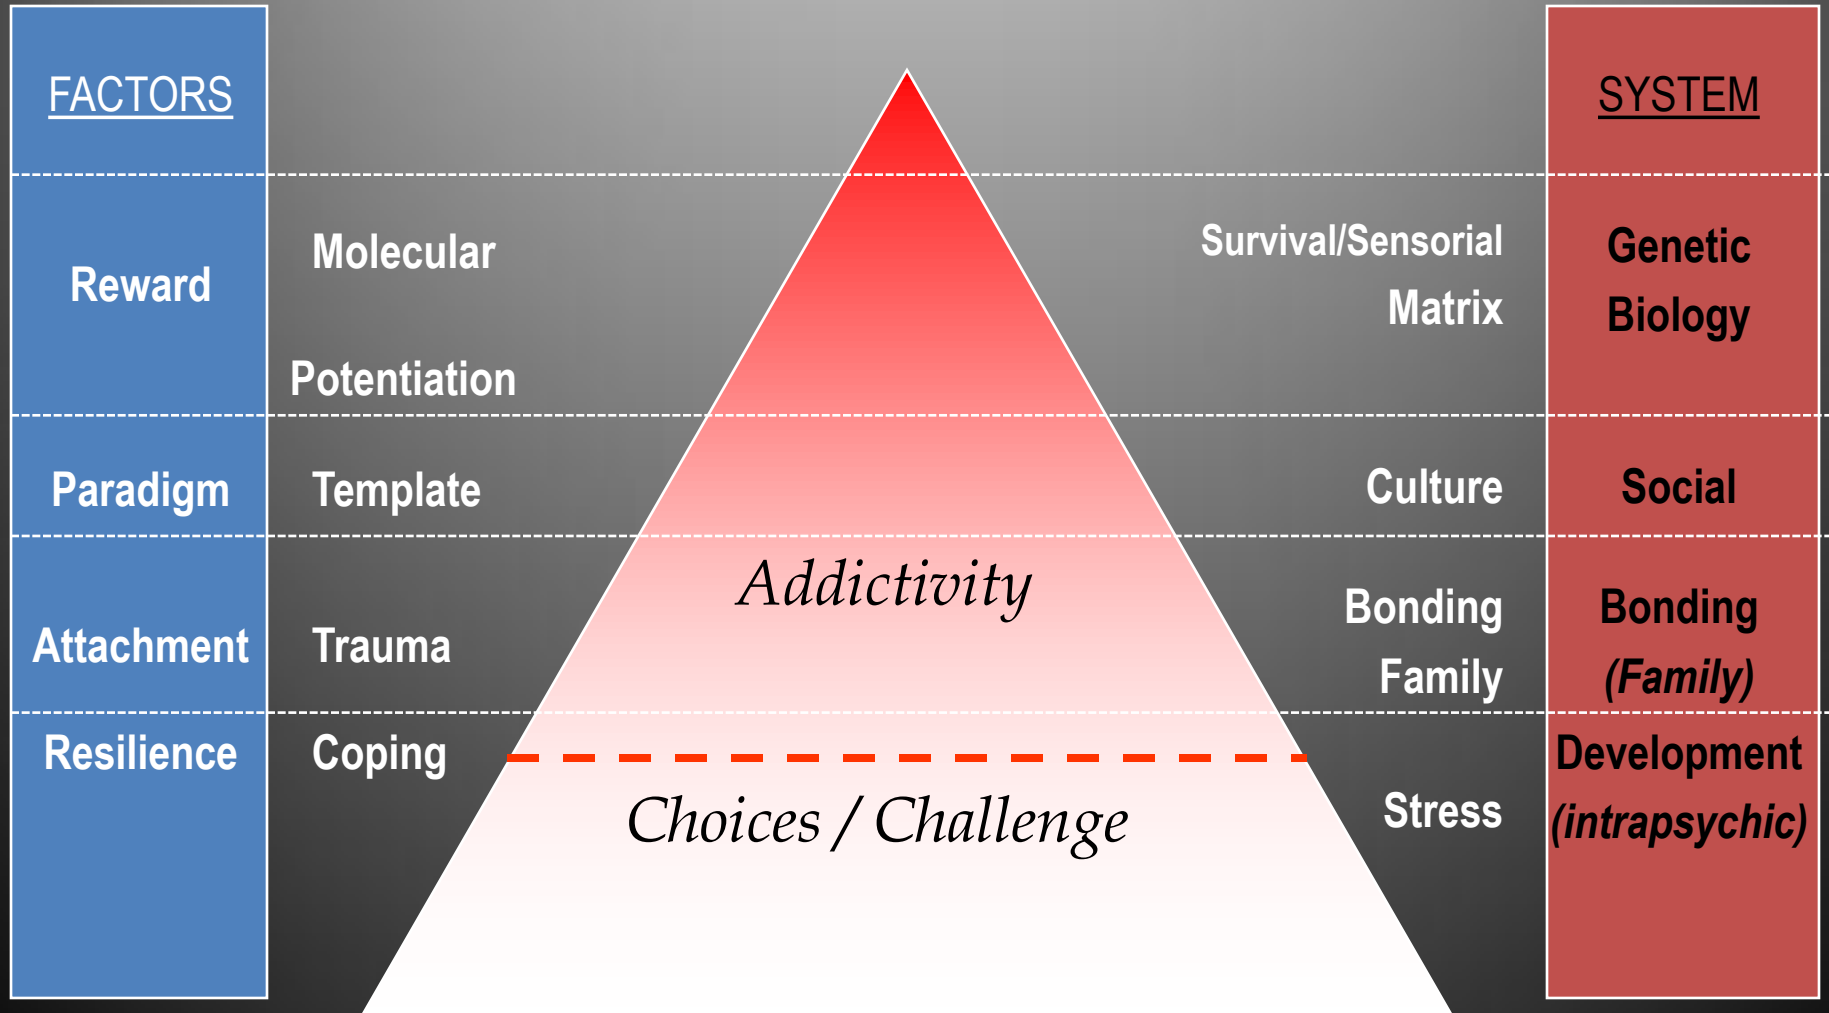 FACTORS
SYSTEM
Reward
Molecular
Potentiation
Survival/Sensorial
Matrix
Genetic
Biology
Paradigm
Template
Culture
Social
Addictivity
Attachment
Trauma
Bonding
Family
Bonding
(Family)
Resilience
Coping
Choices / Challenge
Stress
Development
(intrapsychic)